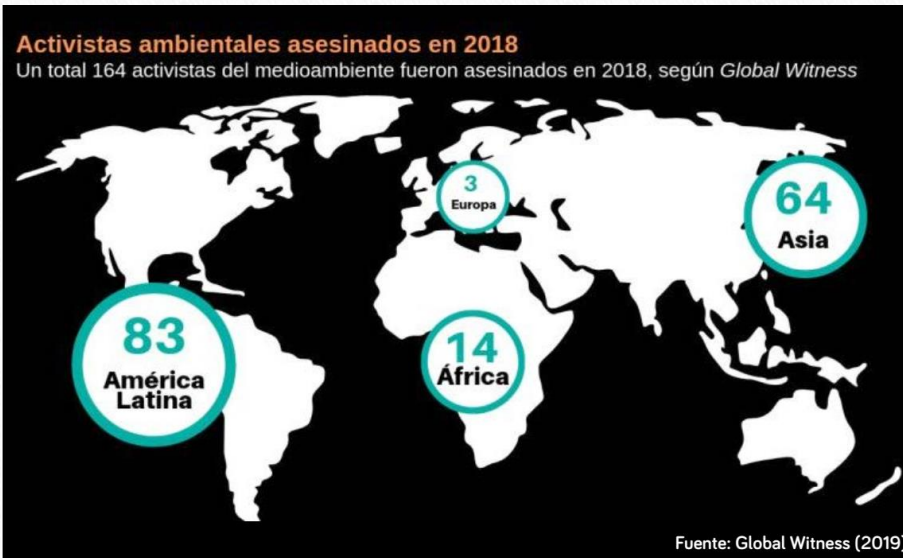 Activistas ambientales asesinados en 2018
Un total 164 activistas del medioambiente fueron asesinados en 2018, según Global Witness
3
Europa
64
Asia
83
América
Latina
14
África
Fuente: Global Witness (2019)